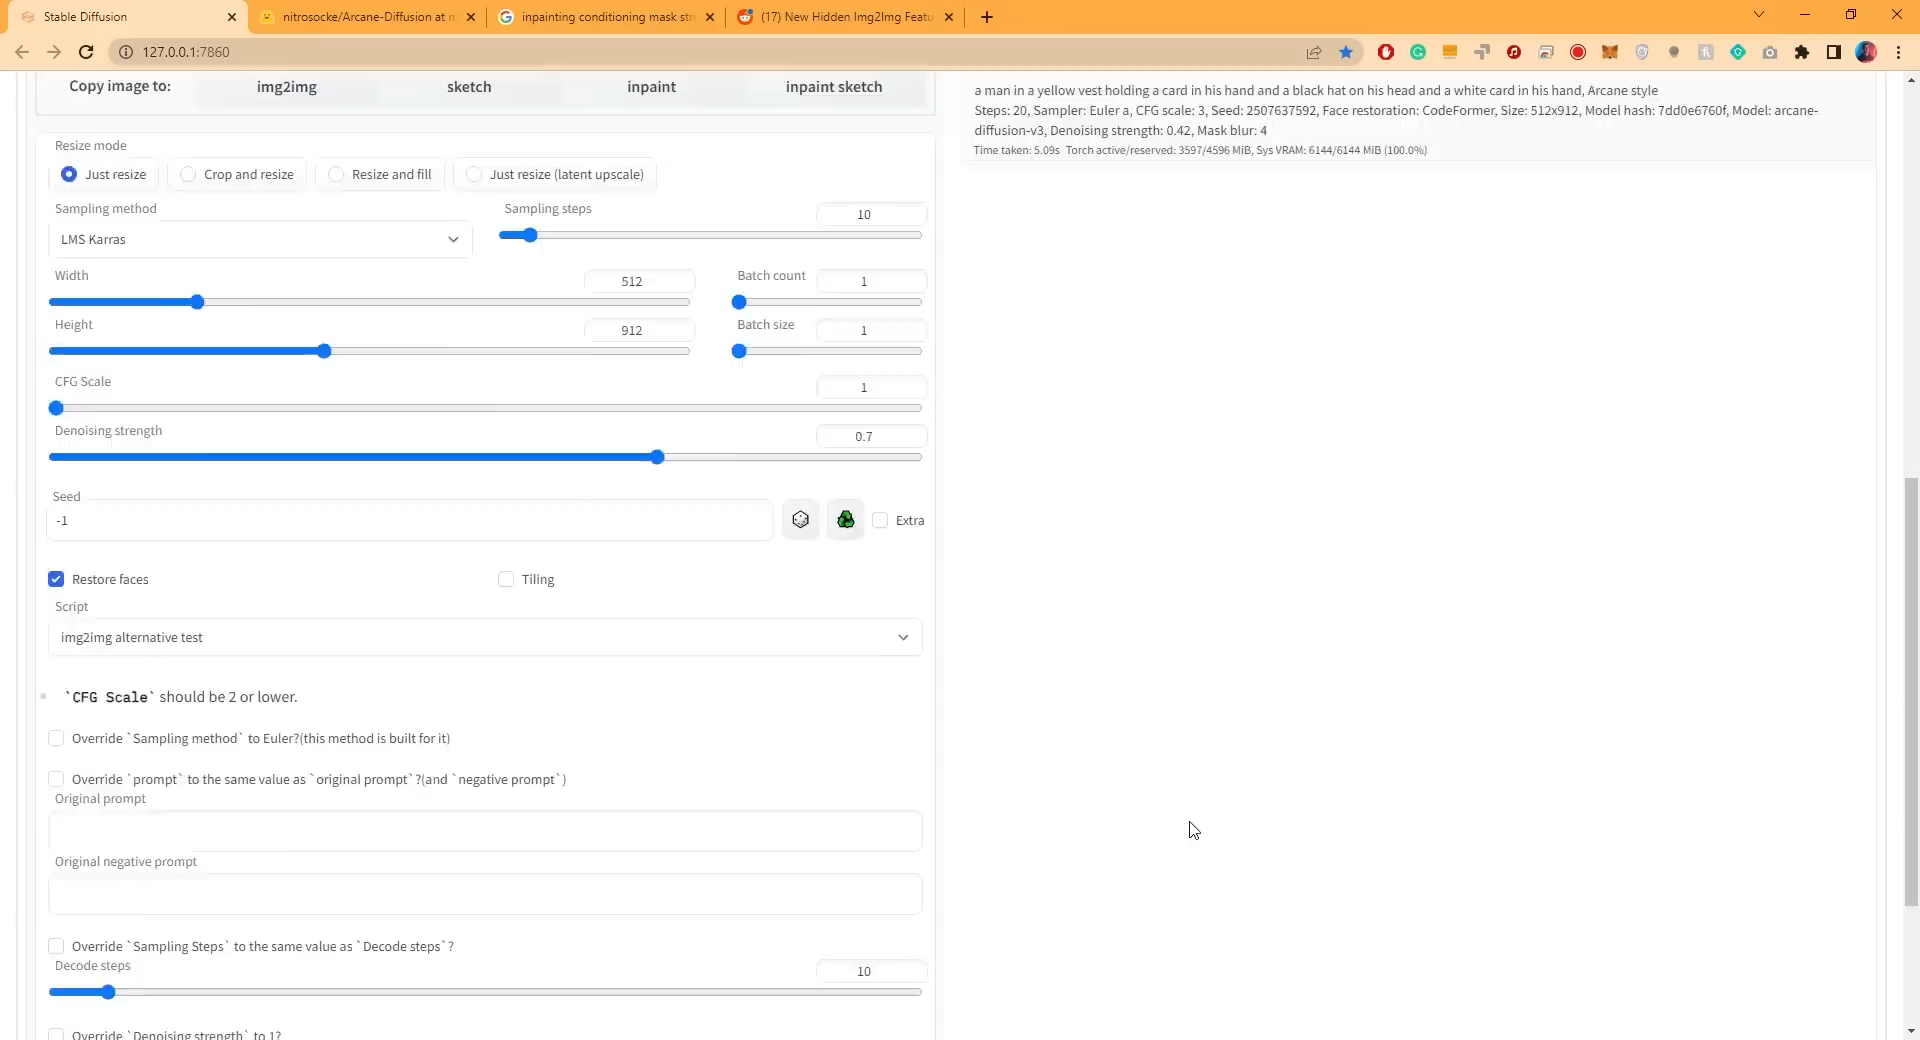 Stable Diffusion
nitrosocke/Arcane-Diffusion at
inpainting conditioning mask str
(17) New Hidden Img2Img Featu
127.0.0.1:7860
Copy image to:
img2img
sketch
inpaint
inpaint sketch
Resize mode
Just resize
Crop and resize
Resize and fill
Just resize (latent upscale)
Sampling method
LMS Karras
Sampling steps
10
Width
512
Batch count
1
Height
912
Batch size
1
CFG Scale
1
Denoising strength
0.7
Seed
-1
Extra
Restore faces
Tiling
Script
img2img alternative test
`CFG Scale` should be 2 or lower.
Override `Sampling method` to Euler?(this method is built for it)
Override `prompt` to the same value as `original prompt`?(and `negative prompt`)
Original prompt
Original negative prompt
Override `Sampling Steps` to the same value as `Decode steps`?
Decode steps
10
Override `Denoising strength` to 1?
a man in a yellow vest holding a card in his hand and a black hat on his head and a white card in his hand, Arcane style
Steps: 20, Sampler: Euler a, CFG scale: 3, Seed: 2507637592, Face restoration: CodeFormer, Size: 512x912, Model hash: 7dd0e6760f, Model: arcane-
diffusion-v3, Denoising strength: 0.42, Mask blur: 4
Time taken: 5.09s Torch active/reserved: 3597/4596 MiB, Sys VRAM: 6144/6144 MiB (100.0%)